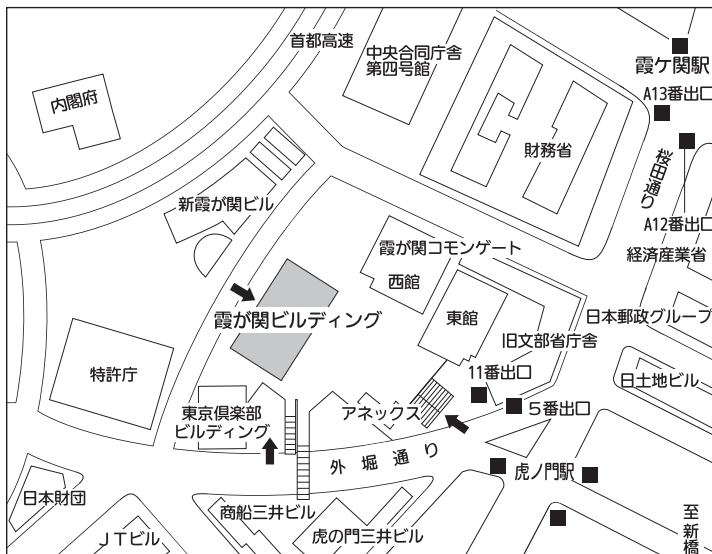 首都高速
中央合同庁舎
第四号館
霞ケ関駅
A13番出口
内閣府
財務省
桜田通り
新霞が関ビル
A12番出口
霞が関コモンゲート
経済産業省
西館
霞が関ビルディング
東館
日本郵政グループ
旧文部省庁舎
特許庁
11番出口
日土地ビル
東京倶楽部
ビルディング
アネックス
5番出口
外堀通り
虎ノ門駅
日本財団
商船三井ビル
JTビル
虎の門三井ビル
至新橋